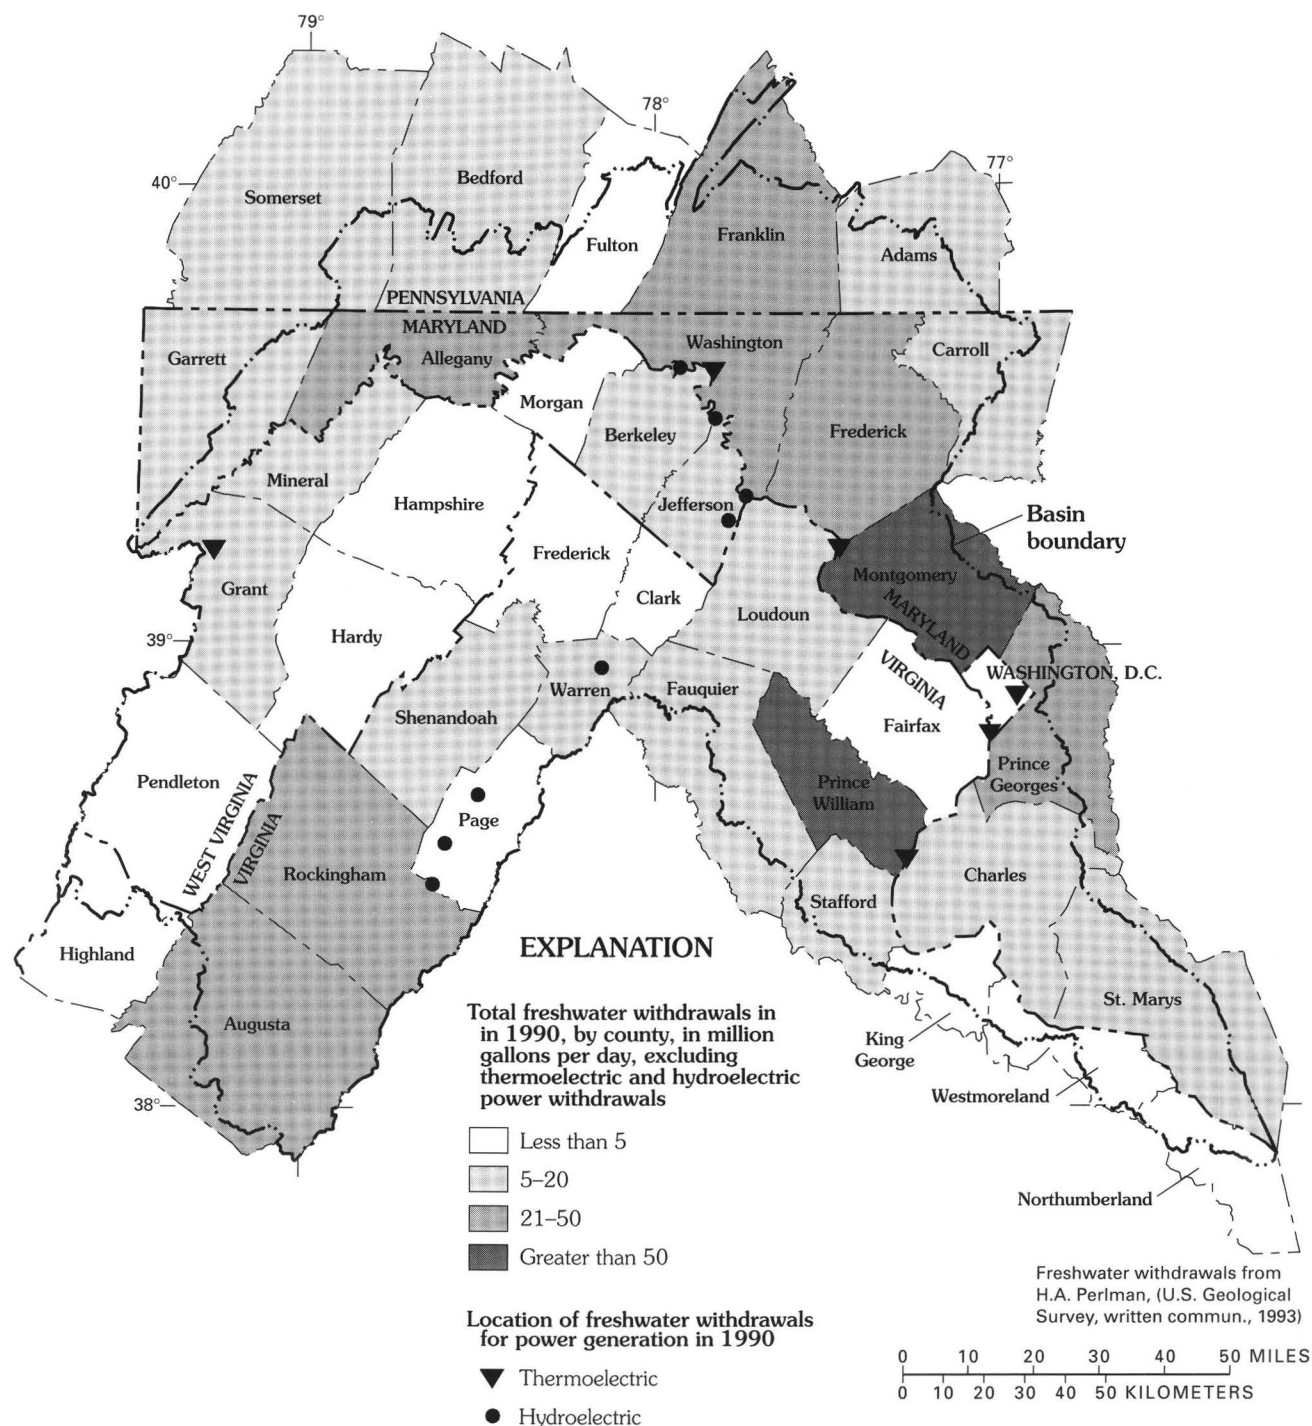 79°
78°
77°
40°
Somerset
Bedford
Fulton
Franklin
Adams
PENNSYLVANIA
MARYLAND
Garrett
Allegany
Washington
Carroll
Morgan
Berkeley
Frederick
Mineral
Hampshire
Jefferson
Basin
boundary
Frederick
Montgomery
Grant
Clark
MARYLAND
Loudoun
Hardy
39°
VIRGINIA
WASHINGTON, D.C.
Warren
Fauquier
Shenandoah
Fairfax
Pendleton
Prince
Georges
Prince
William
WEST VIRGINIA
VIRGINIA
Page
Rockingham
Charles
Stafford
Highland
EXPLANATION
St. Marys
Augusta
Total freshwater withdrawals in
in 1990, by county, in million
gallons per day, excluding
thermoelectric and hydroelectric
power withdrawals
King
George
Westmoreland
38°
Less than 5
5–20
Northumberland
21–50
Greater than 50
Freshwater withdrawals from
H.A. Perlman, (U.S. Geological
Survey, written commun., 1993)
Location of freshwater withdrawals
for power generation in 1990
Thermoelectric
Hydroelectric
0 10 20 30 40 50 MILES
0 10 20 30 40 50 KILOMETERS